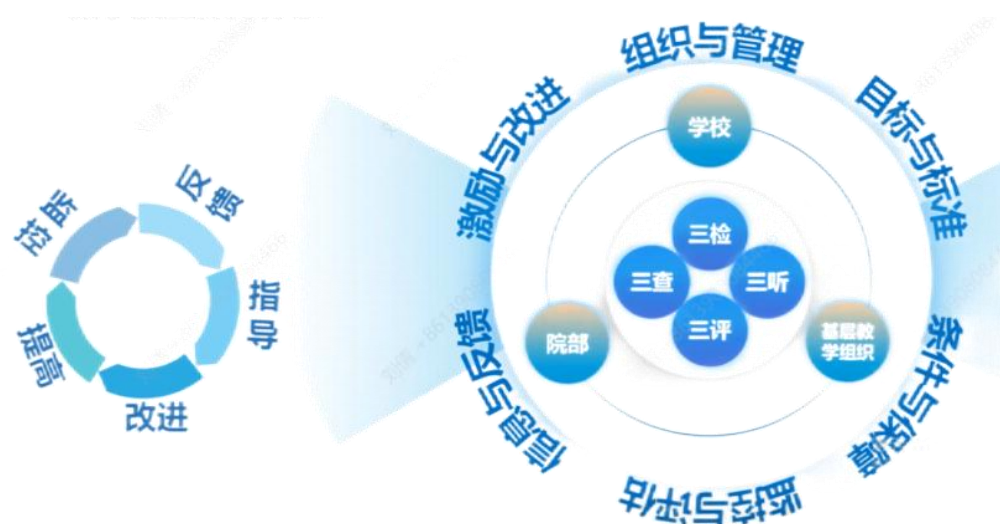 监控
反馈
指导
改进
提高
组织与管理
目标与标准
条件与保障
监控与评估
信息与反馈
激励与改进
学校
院部
基层教
学组织
三检
三查
三听
三评